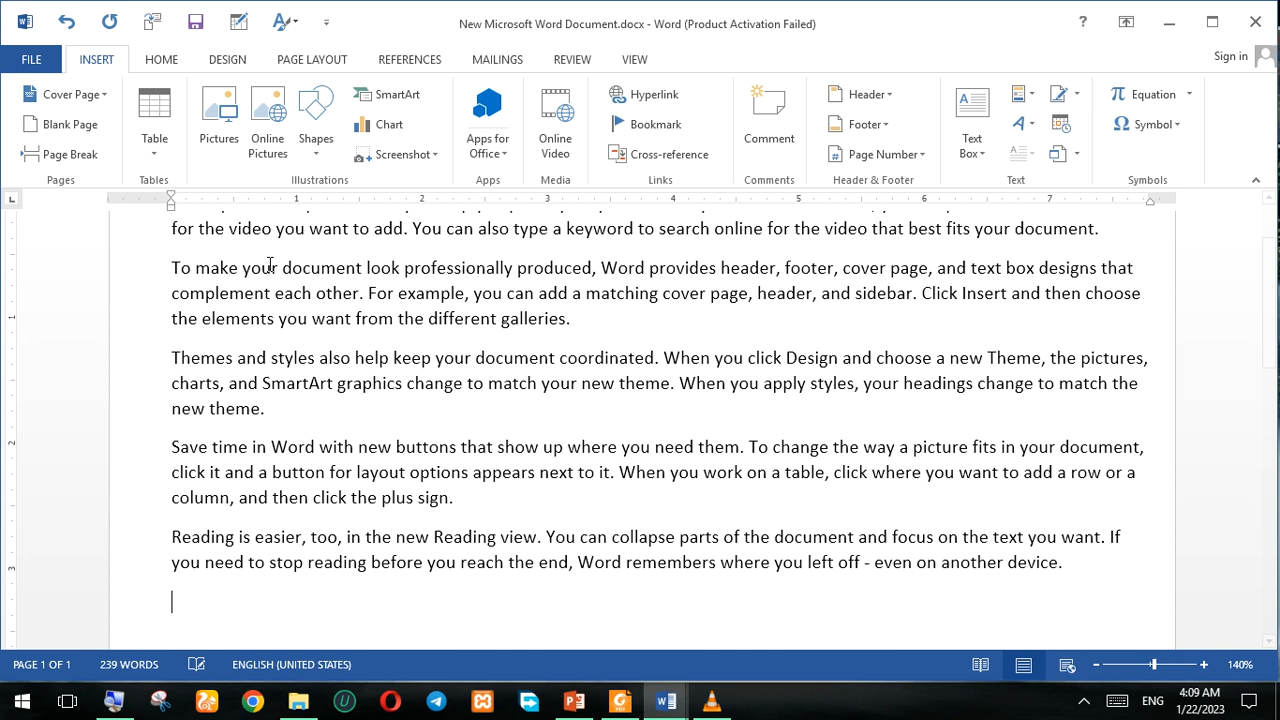 New Microsoft Word Document.docx - Word (Product Activation Failed)
?
FILE INSERT HOME DESIGN PAGE LAYOUT REFERENCES MAILINGS REVIEW VIEW Sign in
Cover Page
Blank Page
Page Break
Pages
Table
Tables
Pictures
Online Pictures
Shapes
SmartArt
Chart
Screenshot
Illustrations
Apps for Office
Apps
Online Video
Media
Hyperlink
Bookmark
Cross-reference
Links
Comment
Comments
Header
Footer
Page Number
Header & Footer
Text Box
Text
Equation
Symbol
Symbols
1 2 3 4 5 6 7
for the video you want to add. You can also type a keyword to search online for the video that best fits your document.
To make your document look professionally produced, Word provides header, footer, cover page, and text box designs that
complement each other. For example, you can add a matching cover page, header, and sidebar. Click Insert and then choose
the elements you want from the different galleries.
Themes and styles also help keep your document coordinated. When you click Design and choose a new Theme, the pictures,
charts, and SmartArt graphics change to match your new theme. When you apply styles, your headings change to match the
new theme.
Save time in Word with new buttons that show up where you need them. To change the way a picture fits in your document,
click it and a button for layout options appears next to it. When you work on a table, click where you want to add a row or a
column, and then click the plus sign.
Reading is easier, too, in the new Reading view. You can collapse parts of the document and focus on the text you want. If
you need to stop reading before you reach the end, Word remembers where you left off - even on another device.
1
2
3
PAGE 1 OF 1 239 WORDS ENGLISH (UNITED STATES) 140%
ENG
4:09 AM
1/22/2023